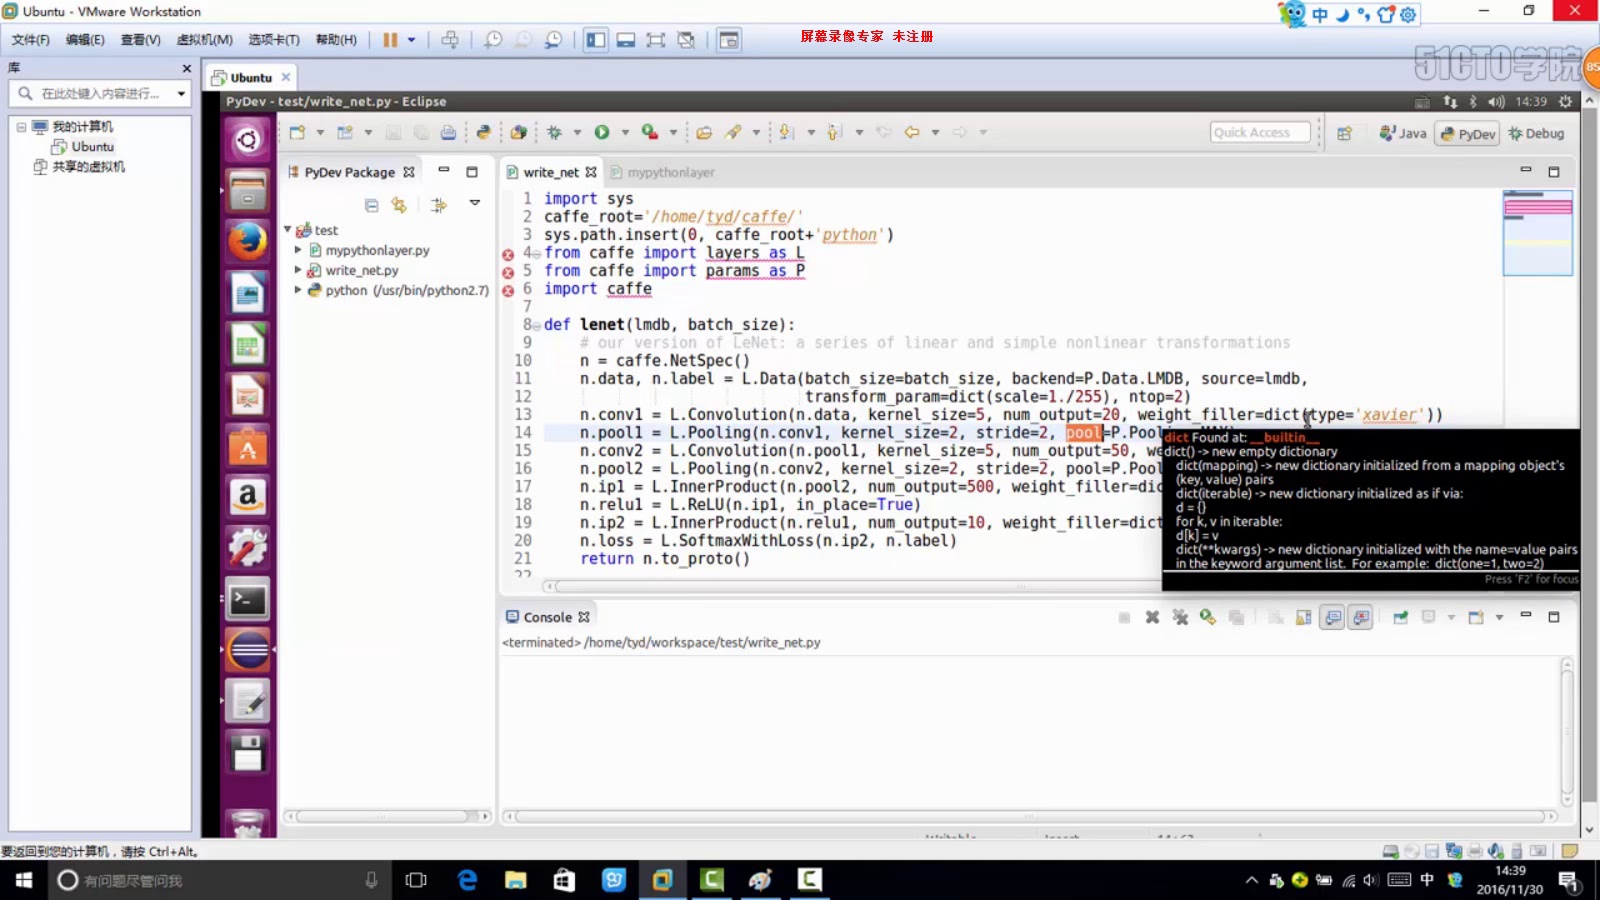 Ubuntu - VMware Workstation
文件(F) 编辑(E) 查看(V) 虚拟机(M) 选项卡(T) 帮助(H)
屏幕录像专家 未注册
中
51CTO学院
85
库
在此处键入内容进行...
我的计算机
Ubuntu
共享的虚拟机
Ubuntu
PyDev - test/write_net.py - Eclipse
14:39
Quick Access
Java
PyDev
Debug
PyDev Package
test
mypythonlayer.py
write_net.py
python (/usr/bin/python2.7)
write_net
mypythonlayer
1 import sys
2 caffe_root='/home/tyd/caffe/'
3 sys.path.insert(0, caffe_root+'python')
4 from caffe import layers as L
5 from caffe import params as P
6 import caffe
7
8 def lenet(lmdb, batch_size):
9 # our version of LeNet: a series of linear and simple nonlinear transformations
10 n = caffe.NetSpec()
11 n.data, n.label = L.Data(batch_size=batch_size, backend=P.Data.LMDB, source=lmdb,
12 transform_param=dict(scale=1./255), ntop=2)
13 n.conv1 = L.Convolution(n.data, kernel_size=5, num_output=20, weight_filler=dict(type='xavier'))
14 n.pool1 = L.Pooling(n.conv1, kernel_size=2, stride=2, pool=P.Pool
15 n.conv2 = L.Convolution(n.pool1, kernel_size=5, num_output=50, we
16 n.pool2 = L.Pooling(n.conv2, kernel_size=2, stride=2, pool=P.Pool
17 n.ip1 = L.InnerProduct(n.pool2, num_output=500, weight_filler=dic
18 n.relu1 = L.ReLU(n.ip1, in_place=True)
19 n.ip2 = L.InnerProduct(n.relu1, num_output=10, weight_filler=dict
20 n.loss = L.SoftmaxWithLoss(n.ip2, n.label)
21 return n.to_proto()
22
dict Found at: __builtin__
dict() -> new empty dictionary
dict(mapping) -> new dictionary initialized from a mapping object's
(key, value) pairs
dict(iterable) -> new dictionary initialized as if via:
d = {}
for k, v in iterable:
d[k] = v
dict(**kwargs) -> new dictionary initialized with the name=value pairs
in the keyword argument list. For example: dict(one=1, two=2)
Press 'F2' for focus
Console
<terminated> /home/tyd/workspace/test/write_net.py
要返回到您的计算机，请按 Ctrl+Alt。
有问题尽管问我
中
14:39
2016/11/30
1